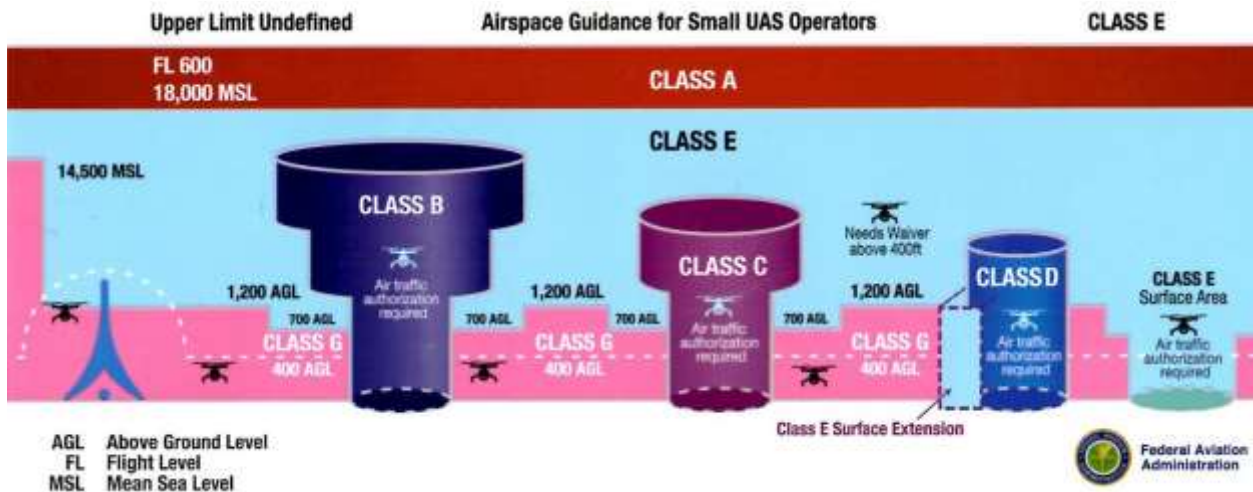 Upper Limit Undefined
Airspace Guidance for Small UAS Operators
CLASS E
FL 600
18,000 MSL
CLASS A
CLASS E
14,500 MSL
CLASS B
Air traffic
authorization
required
CLASS C
Air traffic
authorization
required
Needs Waiver
above 400ft
CLASS D
Air traffic
authorization
required
CLASS E
Surface Area
Air traffic
authorization
required
1,200 AGL
700 AGL
CLASS G
400 AGL
700 AGL
1,200 AGL
CLASS G
400 AGL
700 AGL
700 AGL
1,200 AGL
CLASS G
400 AGL
Class E Surface Extension
AGL Above Ground Level
FL Flight Level
MSL Mean Sea Level
Federal Aviation
Administration